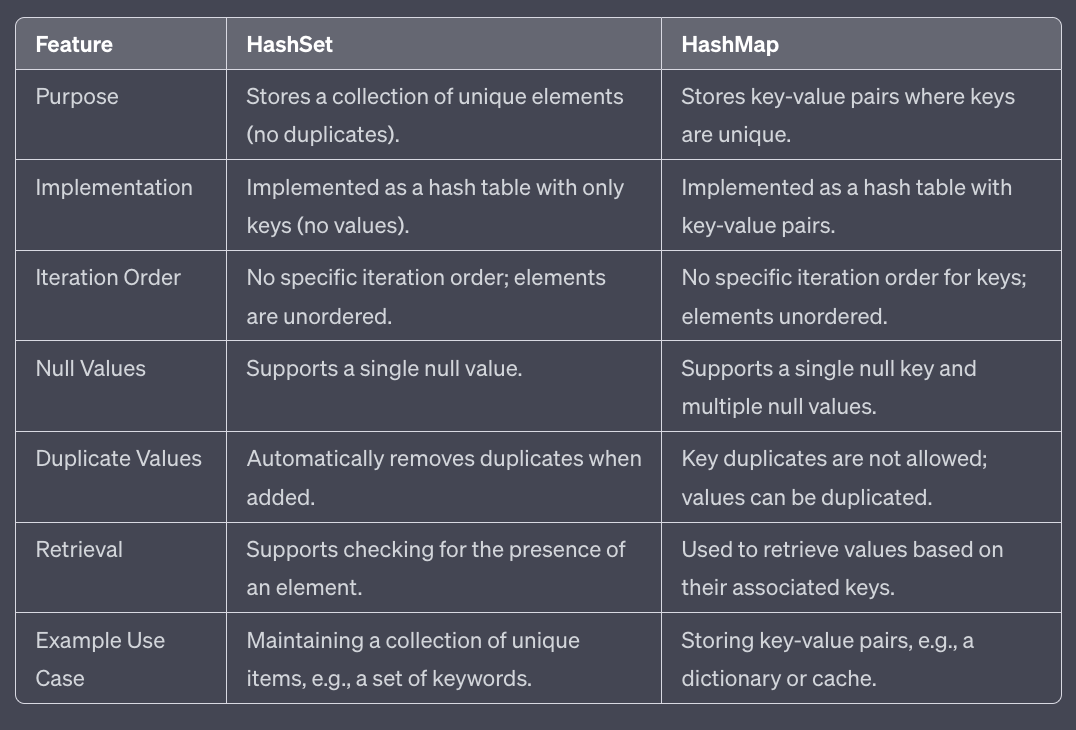 Feature HashSet HashMap
Purpose Stores a collection of unique elements Stores key-value pairs where keys
(no duplicates). are unique.
Implementation Implemented as a hash table with only Implemented as a hash table with
keys (no values). key-value pairs.
Iteration Order No specific iteration order; elements No specific iteration order for keys;
are unordered. elements unordered.
Null Values Supports a single null value. Supports a single null key and
multiple null values.
Duplicate Values Automatically removes duplicates when Key duplicates are not allowed;
added. values can be duplicated.
Retrieval Supports checking for the presence of Used to retrieve values based on
an element. their associated keys.
Example Use Maintaining a collection of unique Storing key-value pairs, e.g., a
Case items, e.g., a set of keywords. dictionary or cache.